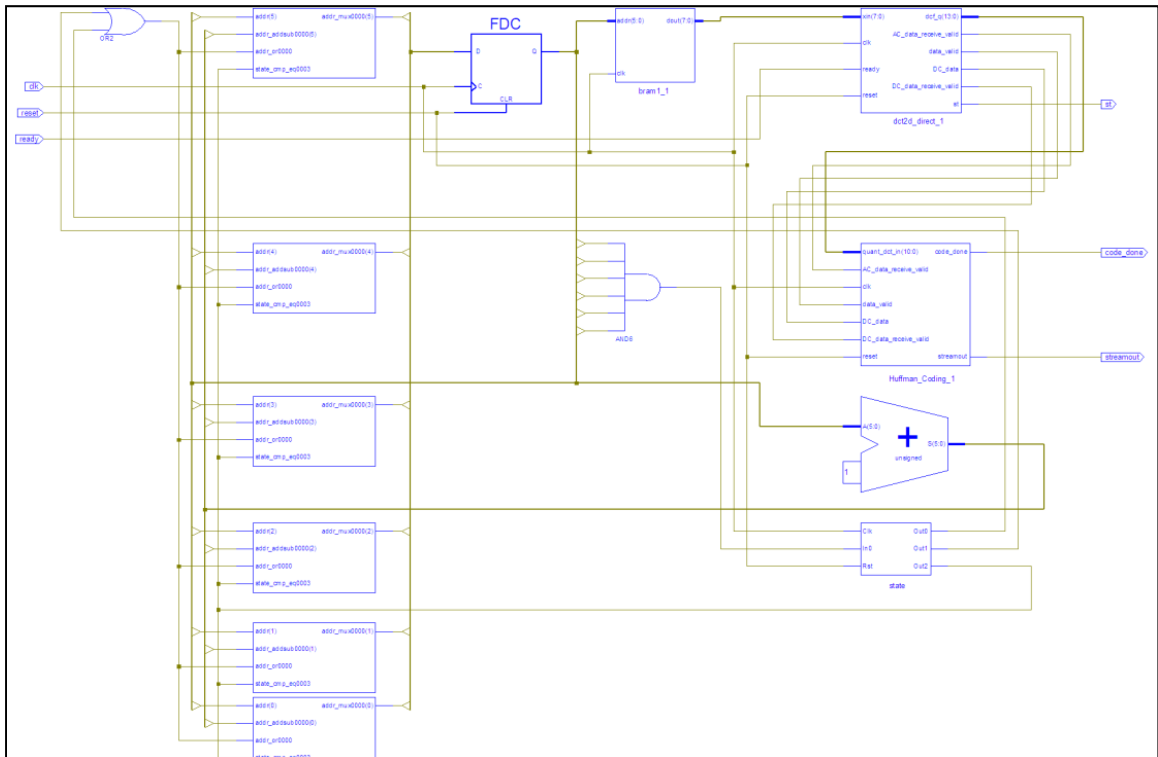 OR2
clk
reset
ready
addr(5) addr_mux0000(5)
addr_addsub0000(5)
addr_or0000
state_cmp_eq0003
FDC
D Q
C
CLR
addr(5:0) dout(7:0)
clk
bram1_1
xin(7:0) dcf_q(13:0)
AC_data_receive_valid
clk data_valid
ready DC_data
DC_data_receive_valid
reset
st
dct2d_direct_1
st
addr(4) addr_mux0000(4)
addr_addsub0000(4)
addr_or0000
state_cmp_eq0003
AND6
quant_dct_in(10:0) code_done
AC_data_receive_valid
clk
data_valid
DC_data
DC_data_receive_valid
reset streamout
Huffman_Coding_1
code_done
streamout
addr(3) addr_mux0000(3)
addr_addsub0000(3)
addr_or0000
state_cmp_eq0003
A(5:0) + S(5:0)
unsigned
1
addr(2) addr_mux0000(2)
addr_addsub0000(2)
addr_or0000
state_cmp_eq0003
Clk Out0
In0 Out1
Rst Out2
state
addr(1) addr_mux0000(1)
addr_addsub0000(1)
addr_or0000
state_cmp_eq0003
addr(0) addr_mux0000(0)
addr_addsub0000(0)
addr_or0000
state_cmp_eq0003